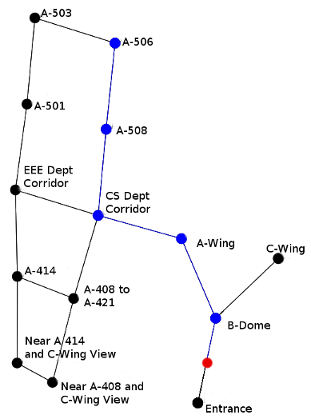 A-503
A-506
A-501
A-508
EEE Dept
Corridor
CS Dept
Corridor
A-Wing
C-Wing
A-414
A-408 to
A-421
B-Dome
Near A-414
and C-Wing View
Near A-408 and
C-Wing View
Entrance